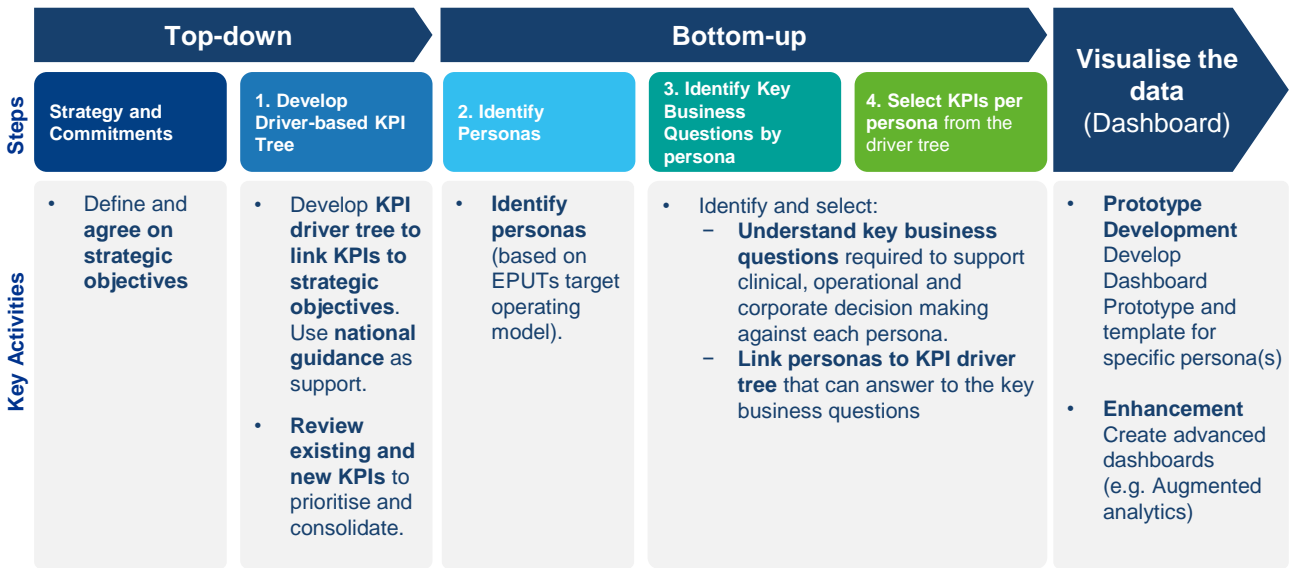 Top-down
Bottom-up
Visualise the
data
(Dashboard)
Steps
Strategy and
Commitments
1. Develop
Driver-based KPI
Tree
2. Identify
Personas
3. Identify Key
Business
Questions by
persona
4. Select KPIs per
persona from the
driver tree
Key Activities
• Define and
agree on
strategic
objectives
• Develop KPI
driver tree to
link KPIs to
strategic
objectives.
Use national
guidance as
support.
• Review
existing and
new KPIs to
prioritise and
consolidate.
• Identify
personas
(based on
EPUTs target
operating
model).
• Identify and select:
− Understand key business
questions required to support
clinical, operational and
corporate decision making
against each persona.
− Link personas to KPI driver
tree that can answer to the key
business questions
• Prototype
Development
Develop
Dashboard
Prototype and
template for
specific persona(s)
• Enhancement
Create advanced
dashboards
(e.g. Augmented
analytics)